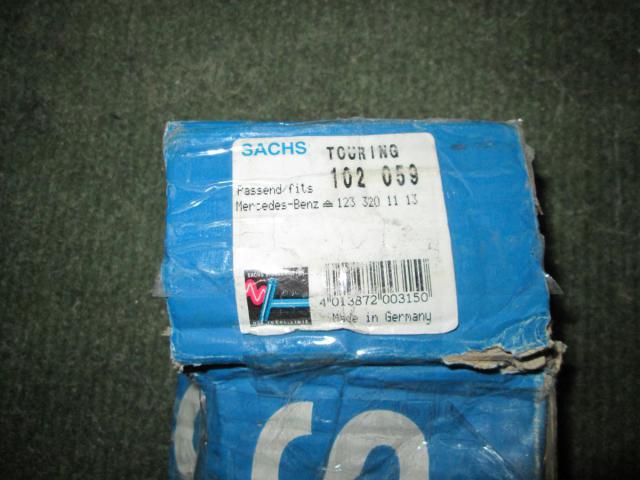 SACHS TOURING
102 059
Passend/fits
Mercedes-Benz ≙ 123 320 11 13
4 013872 003150
Made in Germany